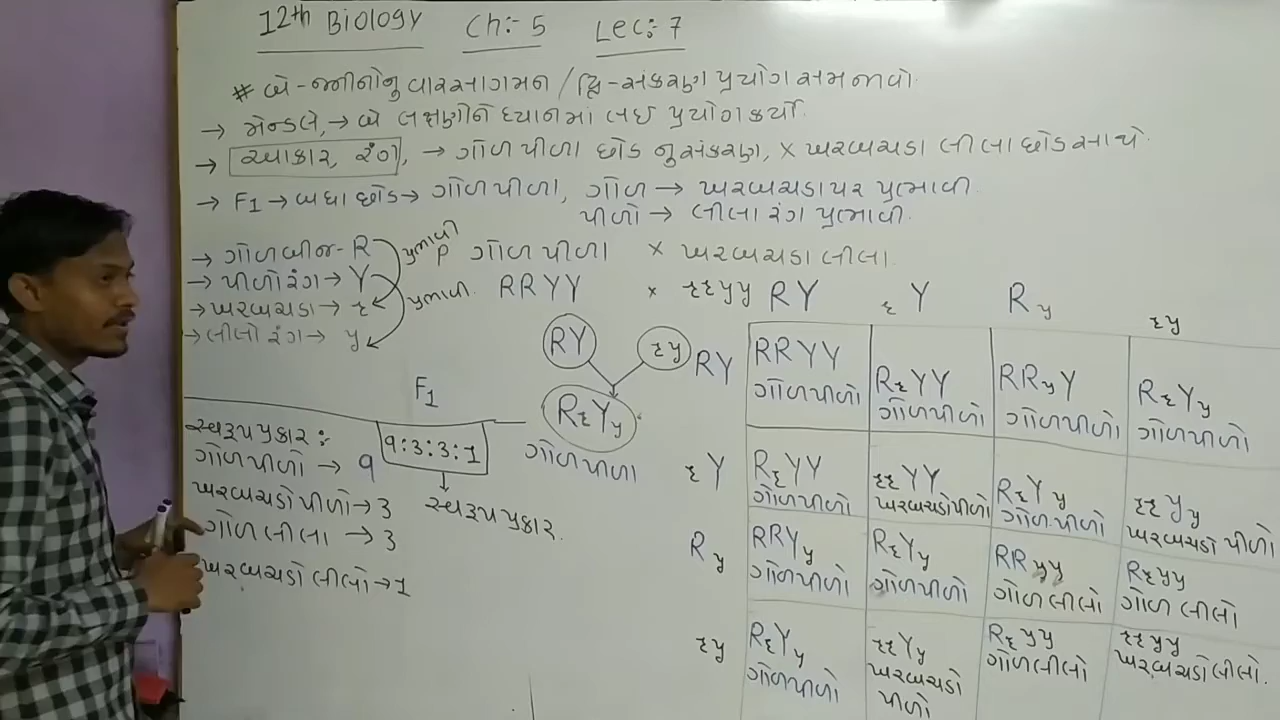 12th Biology Ch:- 5 Lec:- 7
# બે-જનીનોનુ વારસાગમન / દ્વિ-સંકરણ પ્રયોગ સમજાવો.
→ મેન્ડલે, → બે લક્ષણોને ધ્યાનમાં લઈ પ્રયોગ કર્યો.
→ આકાર, રંગ, → ગોળ પીળા છોડ નુ સંકરણ, × ખરબચડા લીલા છોડ સાથે
→ F1 → બધા છોડ → ગોળ પીળા, ગોળ → ખરબચડા પર પ્રભાવી
પીળો → લીલા રંગ પ્રભાવી.
→ ગોળ બીજ - R પ્રભાવી
→ પીળો રંગ → Y પ્રભાવી.
→ ખરબચડા → r
→ લીલો રંગ → y
P ગોળ પીળા × ખરબચડા લીલા
RRYY × rryy
RY ry
RrYy
ગોળ પીળા
F1
9:3:3:1
સ્વરૂપ પ્રકાર.
સ્વરૂપ પ્રકાર :-
ગોળ પીળો → 9
ખરબચડો પીળો → 3
ગોળ લીલા → 3
ખરબચડો લીલો → 1
RY rY Ry ry
RY RRYY RrYY RRyY RrYy
ગોળ પીળો ગોળ પીળો ગોળ પીળો ગોળ પીળો
rY RrYY rrYY RrYy rrYy
ગોળ પીળો ખરબચડો પીળો ગોળ પીળો ખરબચડો પીળો
Ry RRYy RrYy RRyy Rryy
ગોળ પીળો ગોળ પીળો ગોળ લીલો ગોળ લીલો
ry RrYy rrYy Rryy rryy
ગોળ પીળો ખરબચડો ગોળ લીલો ખરબચડો લીલો.
પીળો